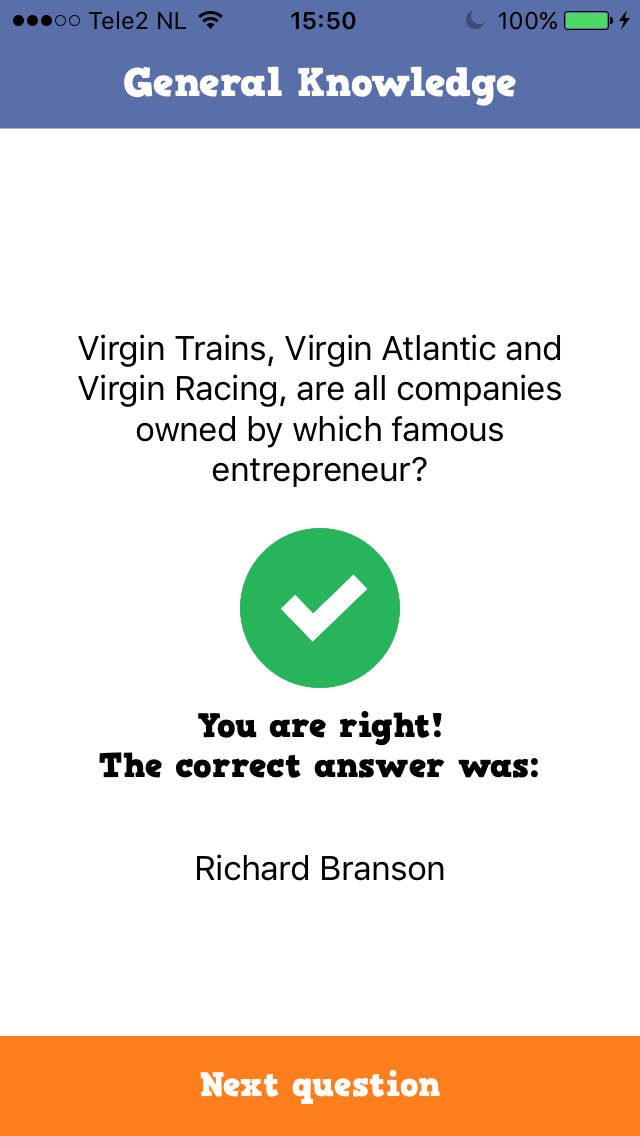 Tele2 NL 15:50 100%
General Knowledge
Virgin Trains, Virgin Atlantic and
Virgin Racing, are all companies
owned by which famous
entrepreneur?
You are right!
The correct answer was:
Richard Branson
Next question